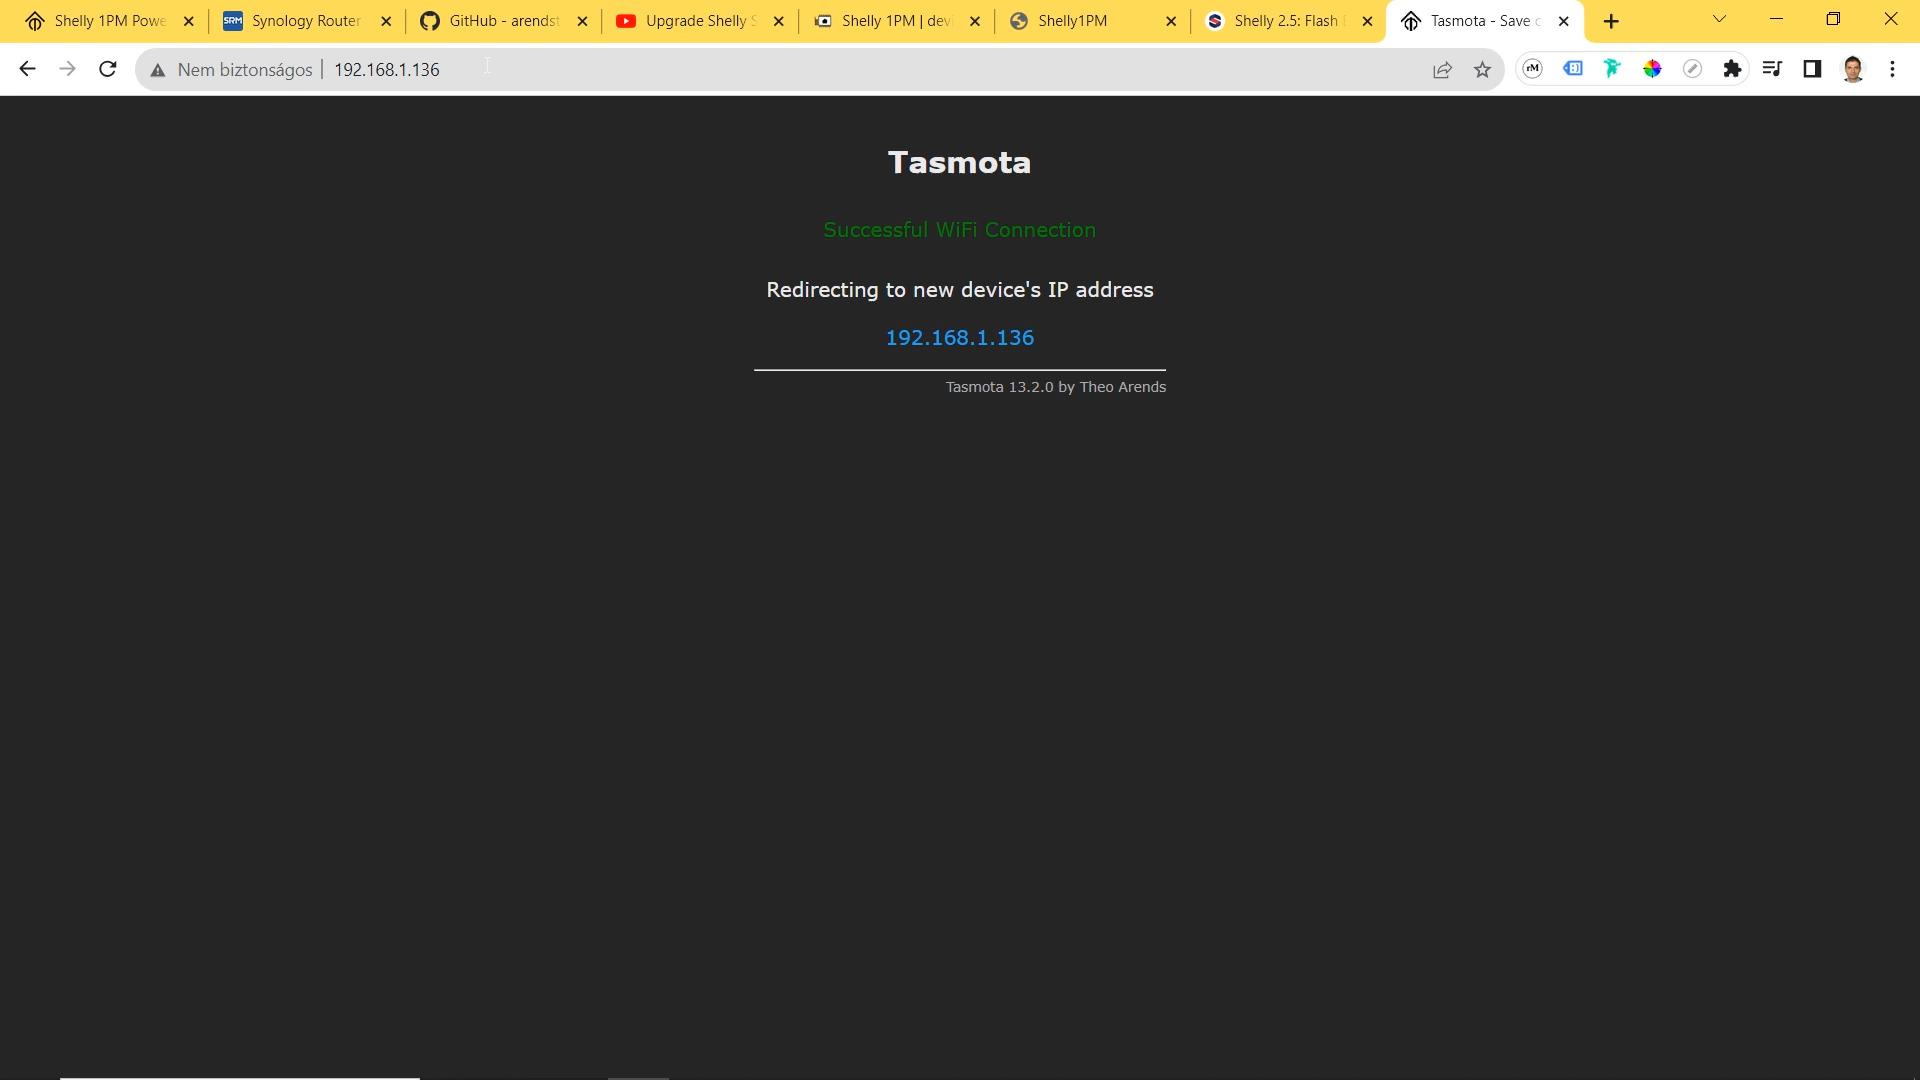 Shelly 1PM Powe
Synology Router
GitHub - arendst
Upgrade Shelly S
Shelly 1PM | devi
Shelly1PM
Shelly 2.5: Flash
Tasmota - Save c
Nem biztonságos | 192.168.1.136
rM
Tasmota
Successful WiFi Connection
Redirecting to new device's IP address
192.168.1.136
Tasmota 13.2.0 by Theo Arends